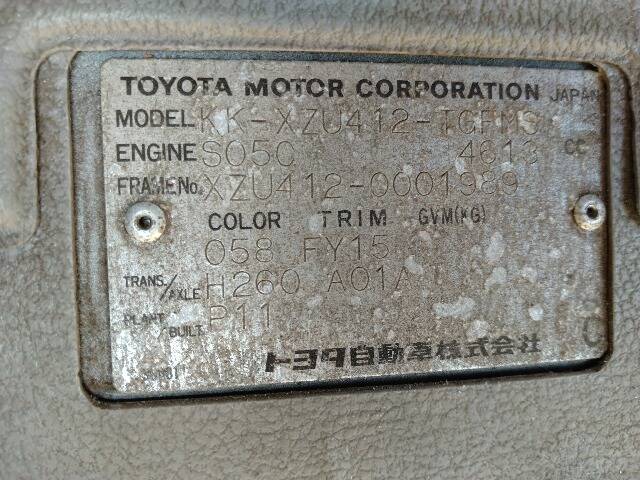 TOYOTA MOTOR CORPORATION JAPAN
MODEL KK-XZU412-TGFMS
ENGINE S05C 4613 CC
FRAME No. XZU412-0001989
COLOR TRIM GVM(KG)
058 FY15
TRANS./AXLE H260 A01A
PLANT/BUILT P11
トヨタ自動車株式会社